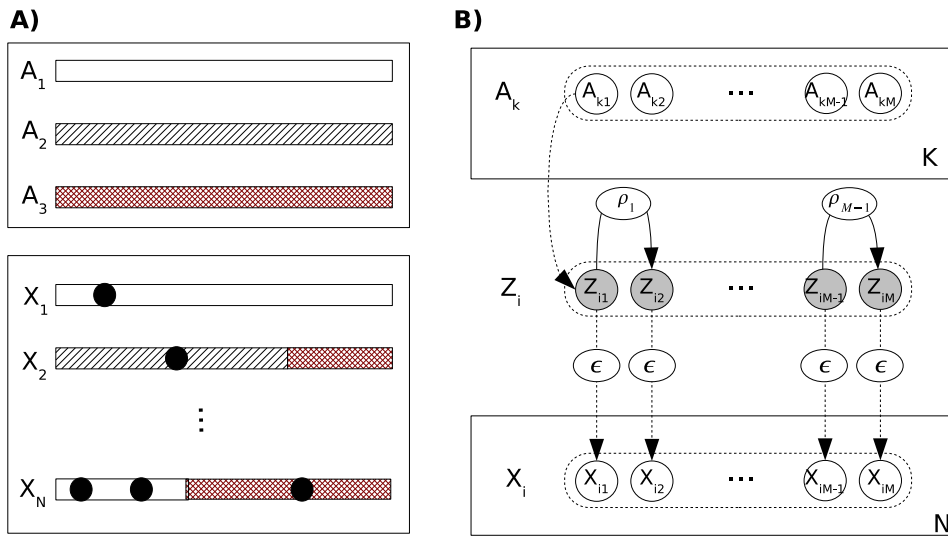 A)
A1
A2
A3
X1
X2
⋮
XN
B)
Ak Ak1 Ak2 ... AkM-1 AkM
K
ρ1 ρM−1
Zi Zi1 Zi2 ... ZiM-1 ZiM
ϵ ϵ ϵ ϵ
Xi Xi1 Xi2 ... XiM-1 XiM
N